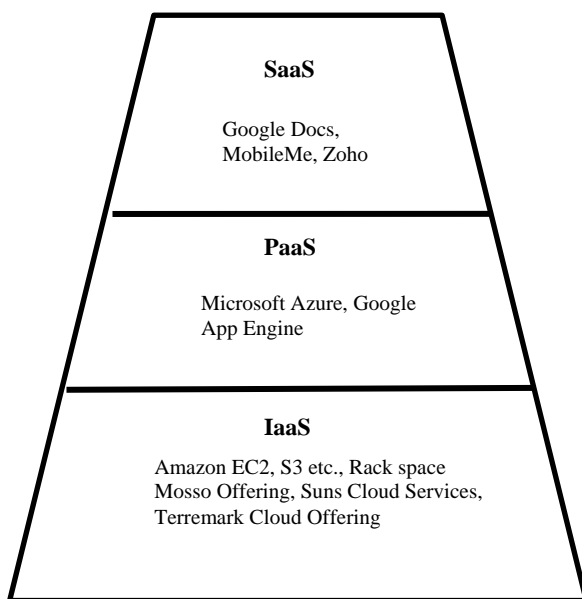 SaaS
Google Docs,
MobileMe, Zoho
PaaS
Microsoft Azure, Google
App Engine
IaaS
Amazon EC2, S3 etc., Rack space
Mosso Offering, Suns Cloud Services,
Terremark Cloud Offering